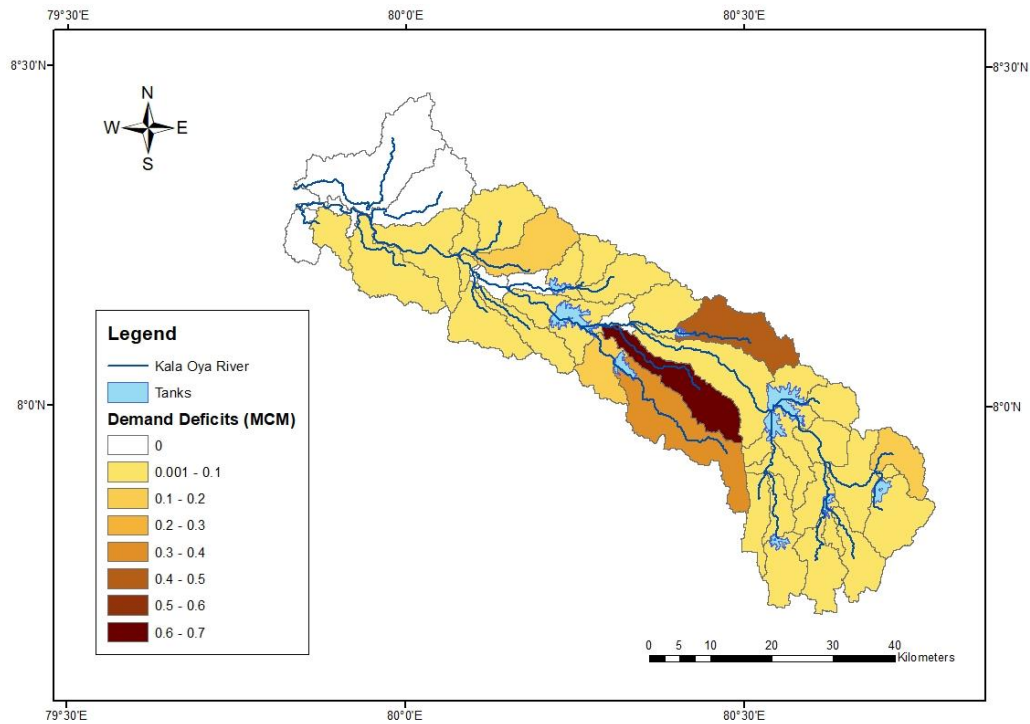 79°30'E 80°0'E 80°30'E
8°30'N 8°30'N
N
W E
S
Legend
Kala Oya River
Tanks
Demand Deficits (MCM)
0
0.001 - 0.1
0.1 - 0.2
0.2 - 0.3
0.3 - 0.4
0.4 - 0.5
0.5 - 0.6
0.6 - 0.7
8°0'N 8°0'N
0 5 10 20 30 40
Kilometers
79°30'E 80°0'E 80°30'E